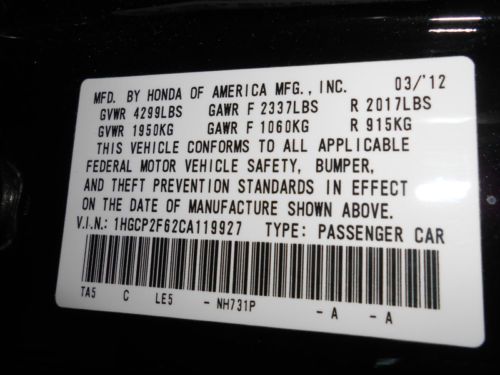 MFD. BY HONDA OF AMERICA MFG., INC. 03/'12
GVWR 4299LBS GAWR F 2337LBS R 2017LBS
GVWR 1950KG GAWR F 1060KG R 915KG
THIS VEHICLE CONFORMS TO ALL APPLICABLE
FEDERAL MOTOR VEHICLE SAFETY, BUMPER,
AND THEFT PREVENTION STANDARDS IN EFFECT
ON THE DATE OF MANUFACTURE SHOWN ABOVE.
V.I.N.: 1HGCP2F62CA119927 TYPE: PASSENGER CAR
TA5 C LE5 - NH731P - A - A